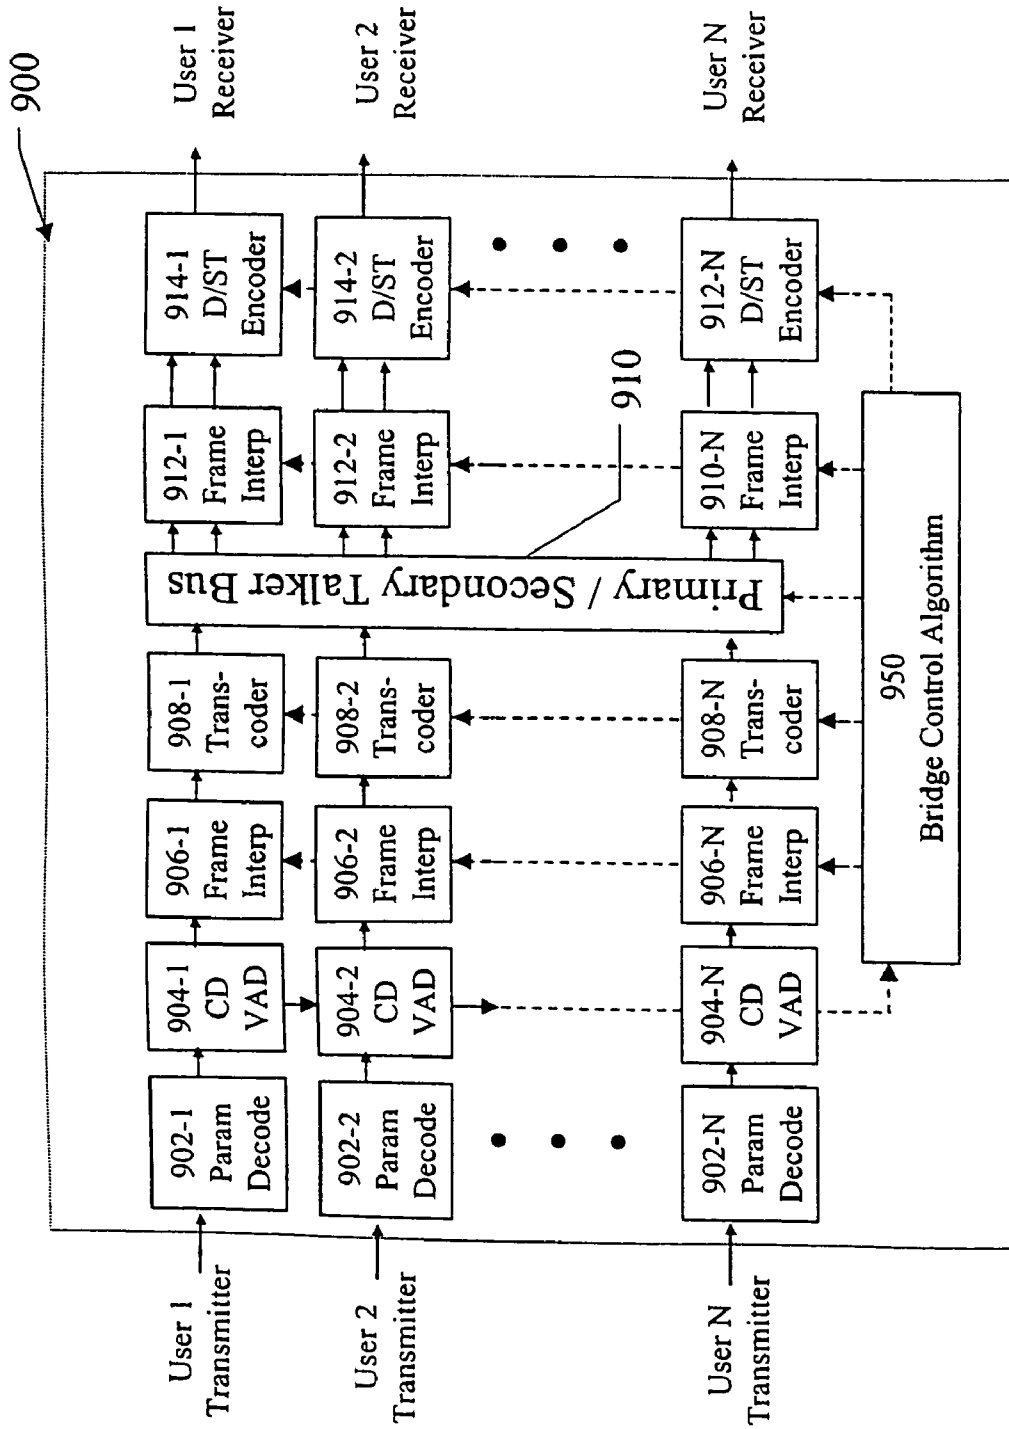 900
User 1
Transmitter
902-1
Param
Decode
904-1
CD
VAD
906-1
Frame
Interp
908-1
Trans-
coder
912-1
Frame
Interp
914-1
D/ST
Encoder
User 1
Receiver
User 2
Transmitter
902-2
Param
Decode
904-2
CD
VAD
906-2
Frame
Interp
908-2
Trans-
coder
912-2
Frame
Interp
914-2
D/ST
Encoder
User 2
Receiver
Primary / Secondary Talker Bus
910
User N
Transmitter
902-N
Param
Decode
904-N
CD
VAD
906-N
Frame
Interp
908-N
Trans-
coder
910-N
Frame
Interp
912-N
D/ST
Encoder
User N
Receiver
950
Bridge Control Algorithm